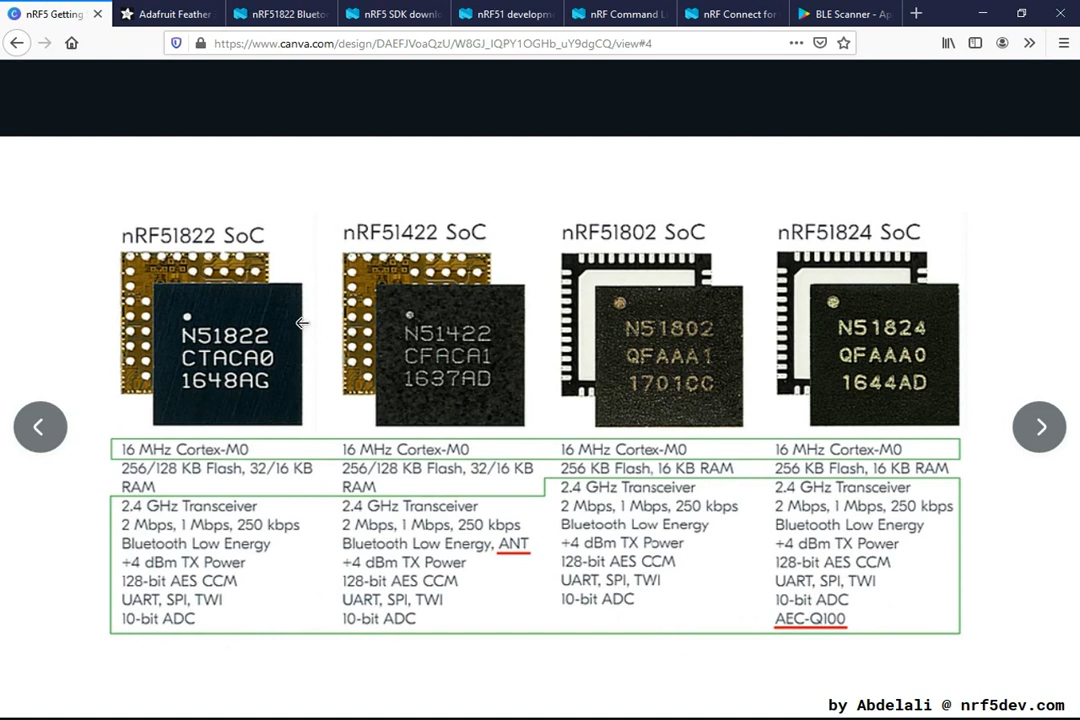 nRF5 Getting
Adafruit Feather
nRF51822 Blueto
nRF5 SDK downl
nRF51 developm
nRF Command Li
nRF Connect for
BLE Scanner - Ap
https://www.canva.com/design/DAEFJVoaQzU/W8GJ_IQPY1OGHb_uY9dgCQ/view#4
nRF51822 SoC
N51822
CTACA0
1648AG
16 MHz Cortex-M0
256/128 KB Flash, 32/16 KB
RAM
2.4 GHz Transceiver
2 Mbps, 1 Mbps, 250 kbps
Bluetooth Low Energy
+4 dBm TX Power
128-bit AES CCM
UART, SPI, TWI
10-bit ADC
nRF51422 SoC
N51422
CFACA1
1637AD
16 MHz Cortex-M0
256/128 KB Flash, 32/16 KB
RAM
2.4 GHz Transceiver
2 Mbps, 1 Mbps, 250 kbps
Bluetooth Low Energy, ANT
+4 dBm TX Power
128-bit AES CCM
UART, SPI, TWI
10-bit ADC
nRF51802 SoC
N51802
QFAAA1
1701CC
16 MHz Cortex-M0
256 KB Flash, 16 KB RAM
2.4 GHz Transceiver
2 Mbps, 1 Mbps, 250 kbps
Bluetooth Low Energy
+4 dBm TX Power
128-bit AES CCM
UART, SPI, TWI
10-bit ADC
nRF51824 SoC
N51824
QFAAA0
1644AD
16 MHz Cortex-M0
256 KB Flash, 16 KB RAM
2.4 GHz Transceiver
2 Mbps, 1 Mbps, 250 kbps
Bluetooth Low Energy
+4 dBm TX Power
128-bit AES CCM
UART, SPI, TWI
10-bit ADC
AEC-Q100
by Abdelali @ nrf5dev.com